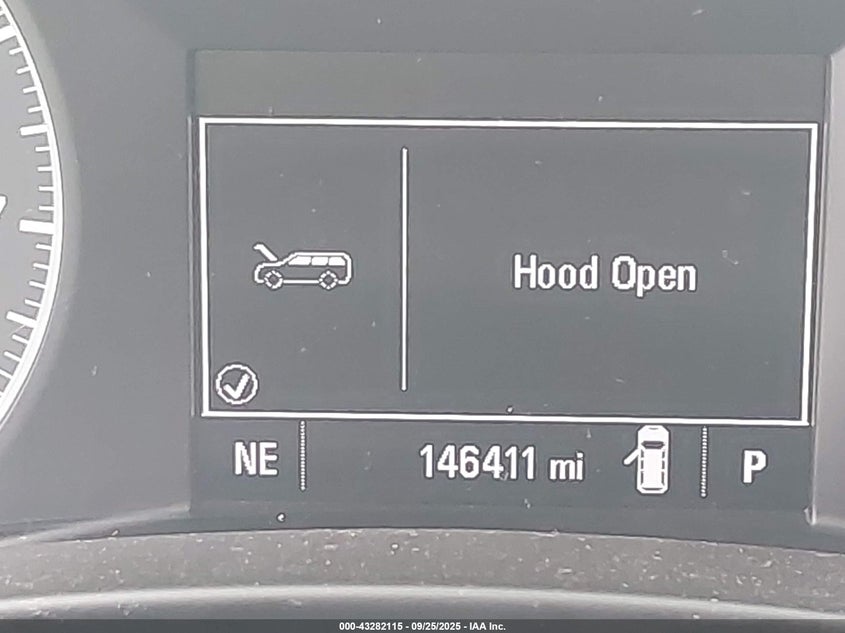 Hood Open
NE
146411 mi
P
000-43282115 - 09/25/2025 - IAA Inc.